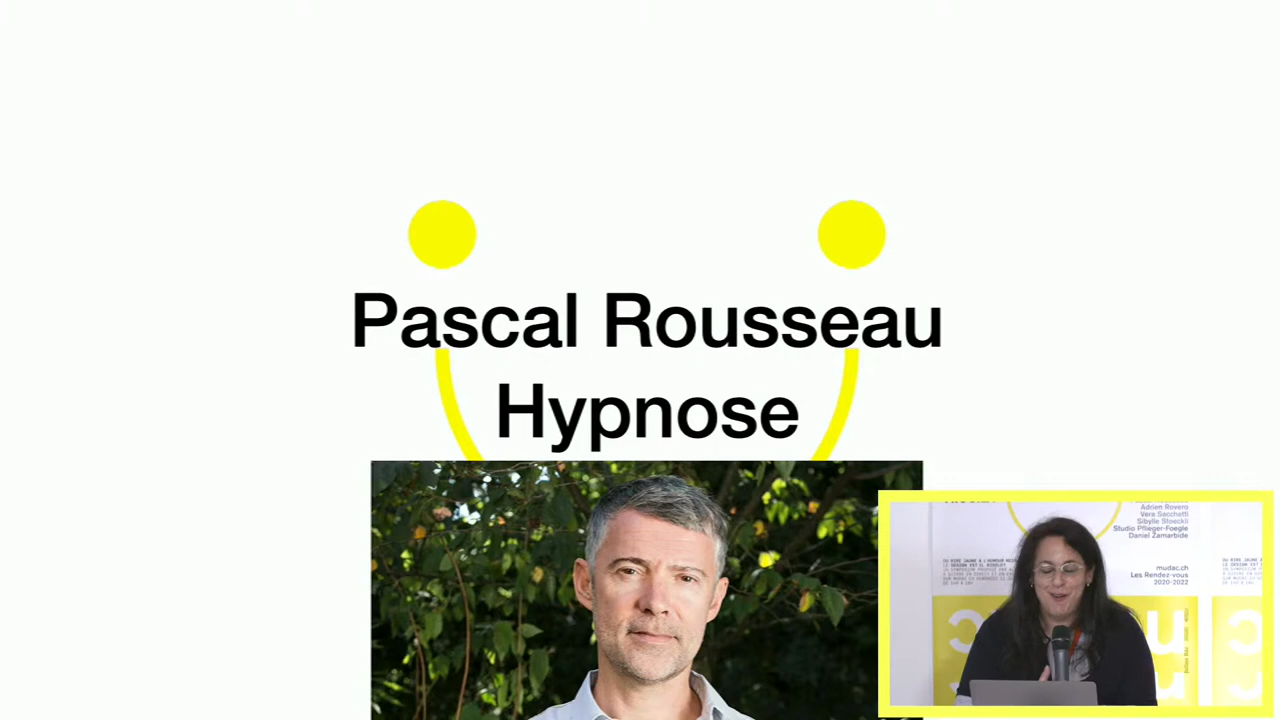 Pascal Rousseau
Hypnose
Adrien Rovero
Vera Sacchetti
Sibylle Stoeckli
Studio Pflieger-Foegle
Daniel Zamarbide
mudac.ch
Les Rendez-vous
2020-2022